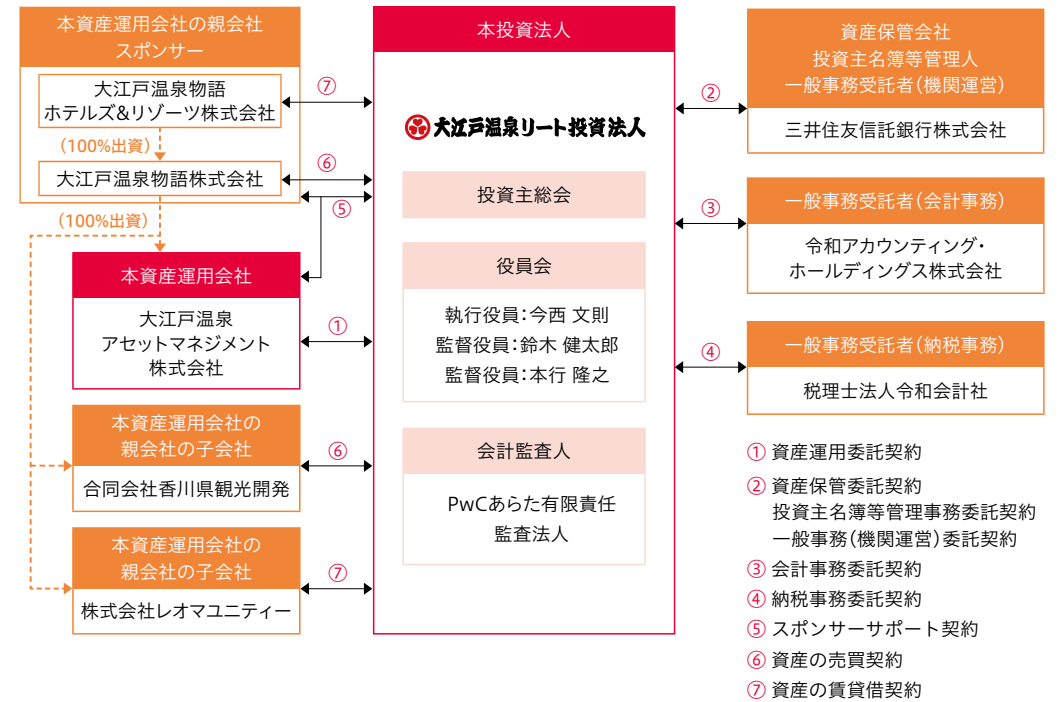 本資産運用会社の親会社
スポンサー
大江戸温泉物語
ホテルズ&リゾーツ株式会社
(100%出資)
大江戸温泉物語株式会社
(100%出資)
⑦
⑥
⑤
本資産運用会社
大江戸温泉
アセットマネジメント
株式会社
①
本資産運用会社の
親会社の子会社
合同会社香川県観光開発
⑥
本資産運用会社の
親会社の子会社
株式会社レオマユニティー
⑦
本投資法人
大江戸温泉リート投資法人
投資主総会
役員会
執行役員:今西 文則
監督役員:鈴木 健太郎
監督役員:本行 隆之
会計監査人
PwCあらた有限責任
監査法人
②
資産保管会社
投資主名簿等管理人
一般事務受託者(機関運営)
三井住友信託銀行株式会社
③
一般事務受託者(会計事務)
令和アカウンティング・
ホールディングス株式会社
④
一般事務受託者(納税事務)
税理士法人令和会計社
① 資産運用委託契約
② 資産保管委託契約
投資主名簿等管理事務委託契約
一般事務(機関運営)委託契約
③ 会計事務委託契約
④ 納税事務委託契約
⑤ スポンサーサポート契約
⑥ 資産の売買契約
⑦ 資産の賃貸借契約